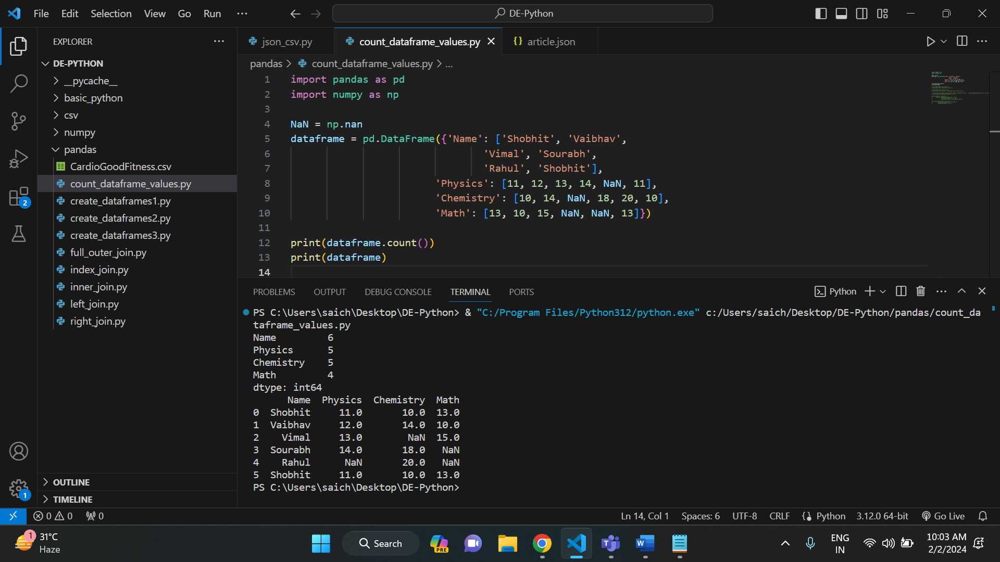 File Edit Selection View Go Run ··· DE-Python
EXPLORER ···
DE-PYTHON
__pycache__
basic_python
csv
numpy
pandas
CardioGoodFitness.csv
count_dataframe_values.py
create_dataframes1.py
create_dataframes2.py
create_dataframes3.py
full_outer_join.py
index_join.py
inner_join.py
left_join.py
right_join.py
OUTLINE
TIMELINE
2
1
json_csv.py count_dataframe_values.py {} article.json
pandas > count_dataframe_values.py > ...
1 import pandas as pd
2 import numpy as np
3
4 NaN = np.nan
5 dataframe = pd.DataFrame({'Name': ['Shobhit', 'Vaibhav',
6 'Vimal', 'Sourabh',
7 'Rahul', 'Shobhit'],
8 'Physics': [11, 12, 13, 14, NaN, 11],
9 'Chemistry': [10, 14, NaN, 18, 20, 10],
10 'Math': [13, 10, 15, NaN, NaN, 13]})
11
12 print(dataframe.count())
13 print(dataframe)
14
PROBLEMS OUTPUT DEBUG CONSOLE TERMINAL PORTS Python
PS C:\Users\saich\Desktop\DE-Python> & "C:/Program Files/Python312/python.exe" c:/Users/saich/Desktop/DE-Python/pandas/count_da
taframe_values.py
Name 6
Physics 5
Chemistry 5
Math 4
dtype: int64
Name Physics Chemistry Math
0 Shobhit 11.0 10.0 13.0
1 Vaibhav 12.0 14.0 10.0
2 Vimal 13.0 NaN 15.0
3 Sourabh 14.0 18.0 NaN
4 Rahul NaN 20.0 NaN
5 Shobhit 11.0 10.0 13.0
PS C:\Users\saich\Desktop\DE-Python>
0 0 0 Ln 14, Col 1 Spaces: 6 UTF-8 CRLF {} Python 3.12.0 64-bit Go Live
1 31°C
Haze
Search
PRE
ENG
IN
10:03 AM
2/2/2024